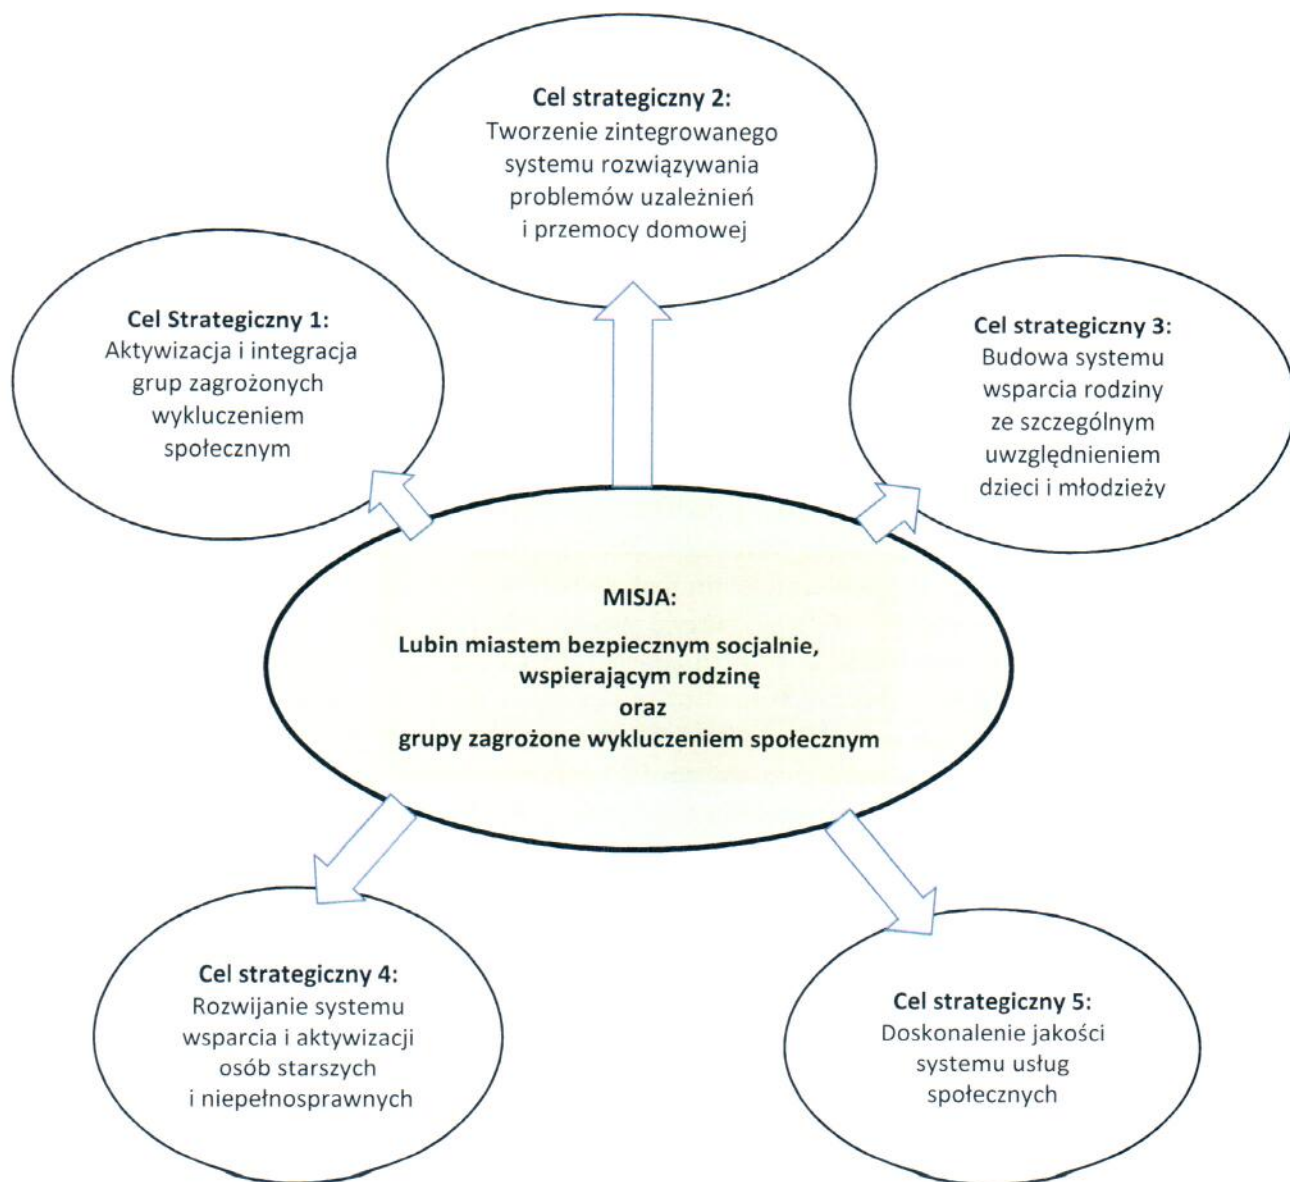 Cel strategiczny 2:
Tworzenie zintegrowanego
systemu rozwiązywania
problemów uzależnień
i przemocy domowej
Cel Strategiczny 1:
Aktywizacja i integracja
grup zagrożonych
wykluczeniem
społecznym
Cel strategiczny 3:
Budowa systemu
wsparcia rodziny
ze szczególnym
uwzględnieniem
dzieci i młodzieży
MISJA:
Lubin miastem bezpiecznym socjalnie,
wspierającym rodzinę
oraz
grupy zagrożone wykluczeniem społecznym
Cel strategiczny 4:
Rozwijanie systemu
wsparcia i aktywizacji
osób starszych
i niepełnosprawnych
Cel strategiczny 5:
Doskonalenie jakości
systemu usług
społecznych